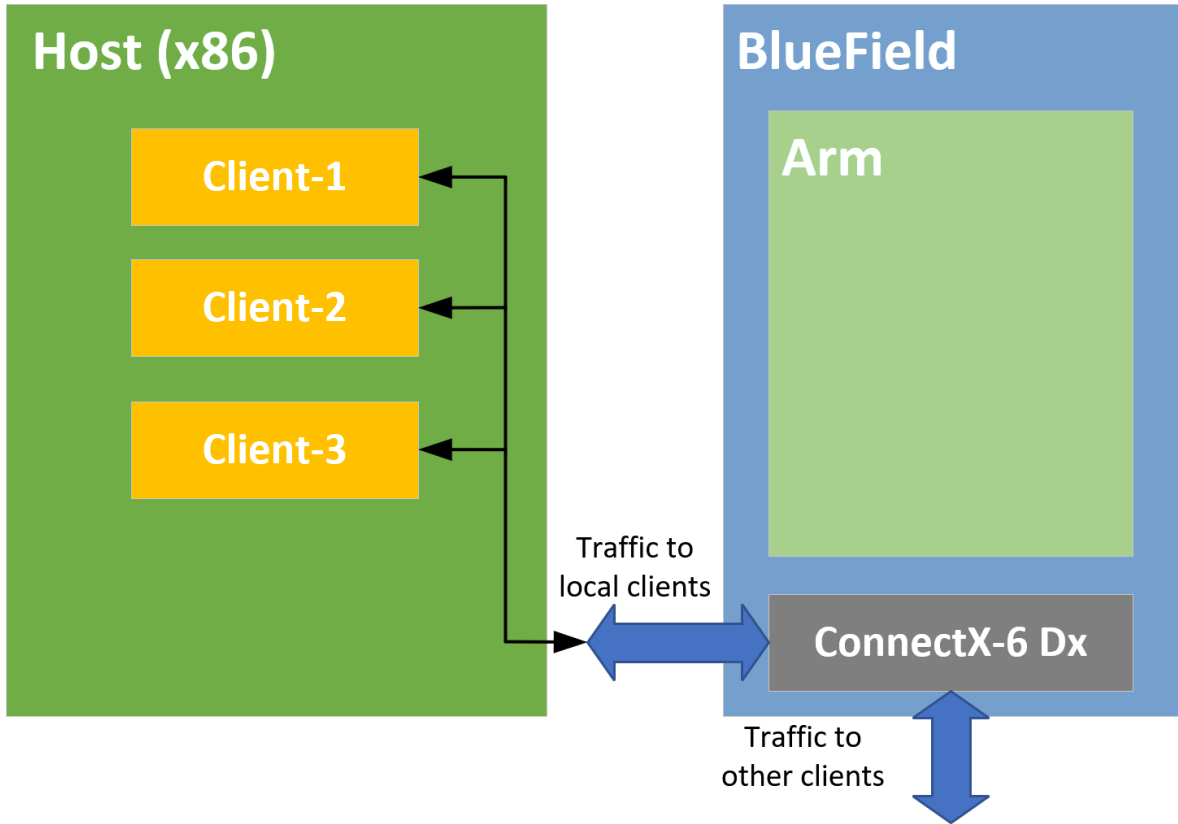 Host (x86)
Client-1
Client-2
Client-3
Traffic to
local clients
BlueField
Arm
ConnectX-6 Dx
Traffic to
other clients